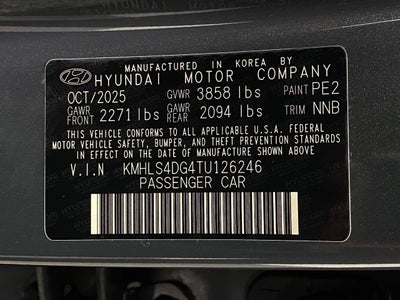 MANUFACTURED IN KOREA BY
HYUNDAI MOTOR COMPANY
OCT/2025 GVWR 3858 lbs PAINT PE2
GAWR FRONT 2271 lbs GAWR REAR 2094 lbs TRIM NNB
THIS VEHICLE CONFORMS TO ALL APPLICABLE U.S.A. FEDERAL
MOTOR VEHICLE SAFETY, BUMPER, AND THEFT PREVENTION STANDARDS
IN EFFECT ON THE DATE OF MANUFACTURE SHOWN ABOVE.
V.I.N KMHLS4DG4TU126246
PASSENGER CAR